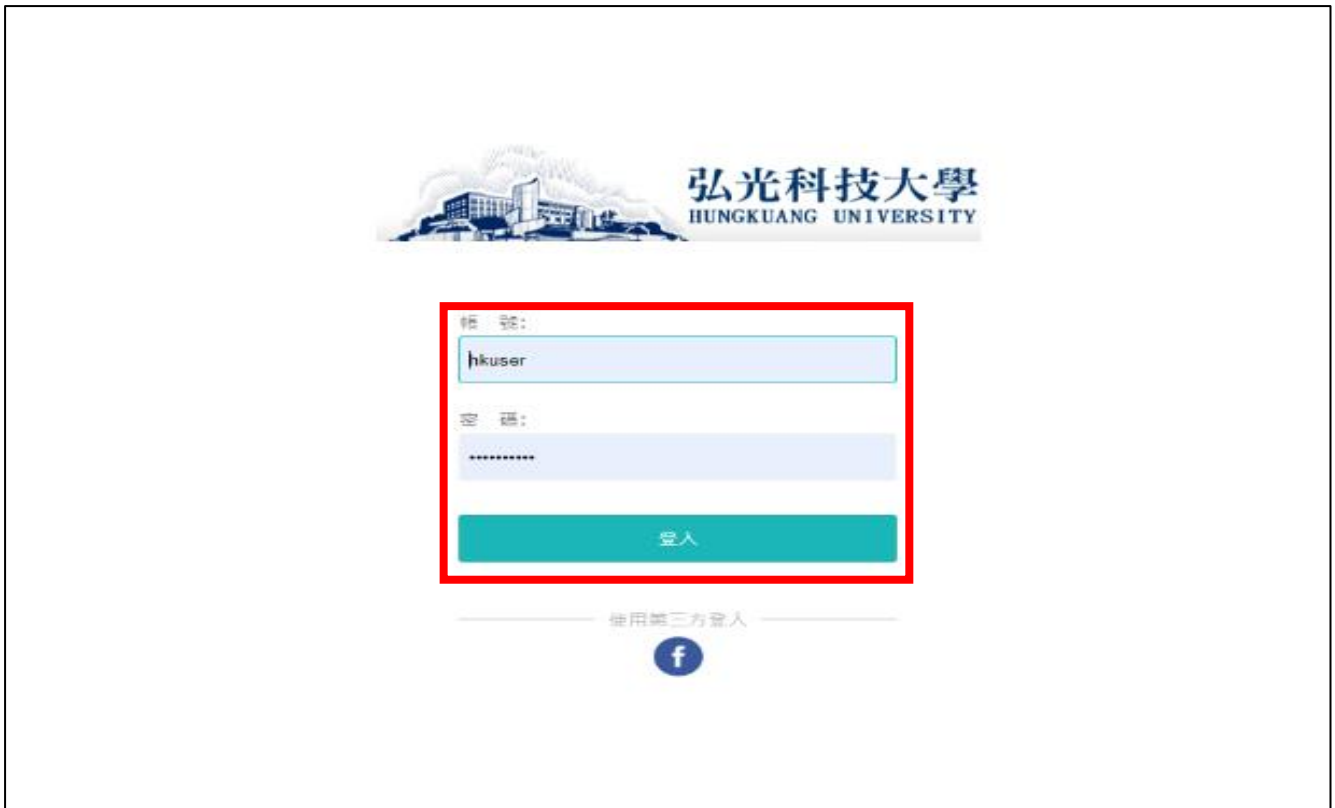 弘光科技大學
HUNGKUANG UNIVERSITY
帳 號:
hkuser
密 碼:
••••••••••
登入
使用第三方登入
f